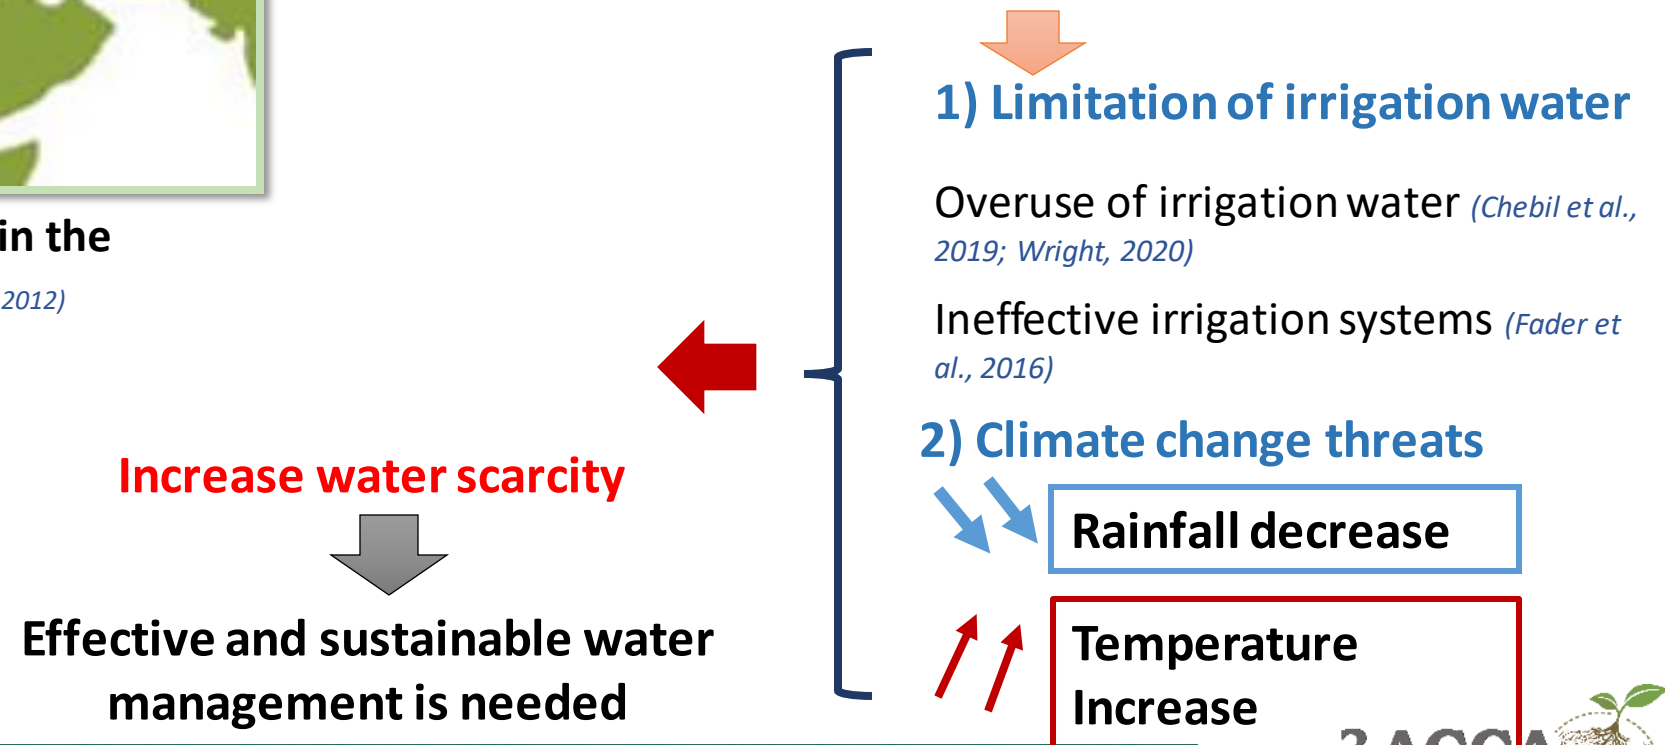 in the
2012)
Increase water scarcity
Effective and sustainable water
management is needed
1) Limitation of irrigation water
Overuse of irrigation water (Chebil et al.,
2019; Wright, 2020)
Ineffective irrigation systems (Fader et
al., 2016)
2) Climate change threats
Rainfall decrease
Temperature
Increase